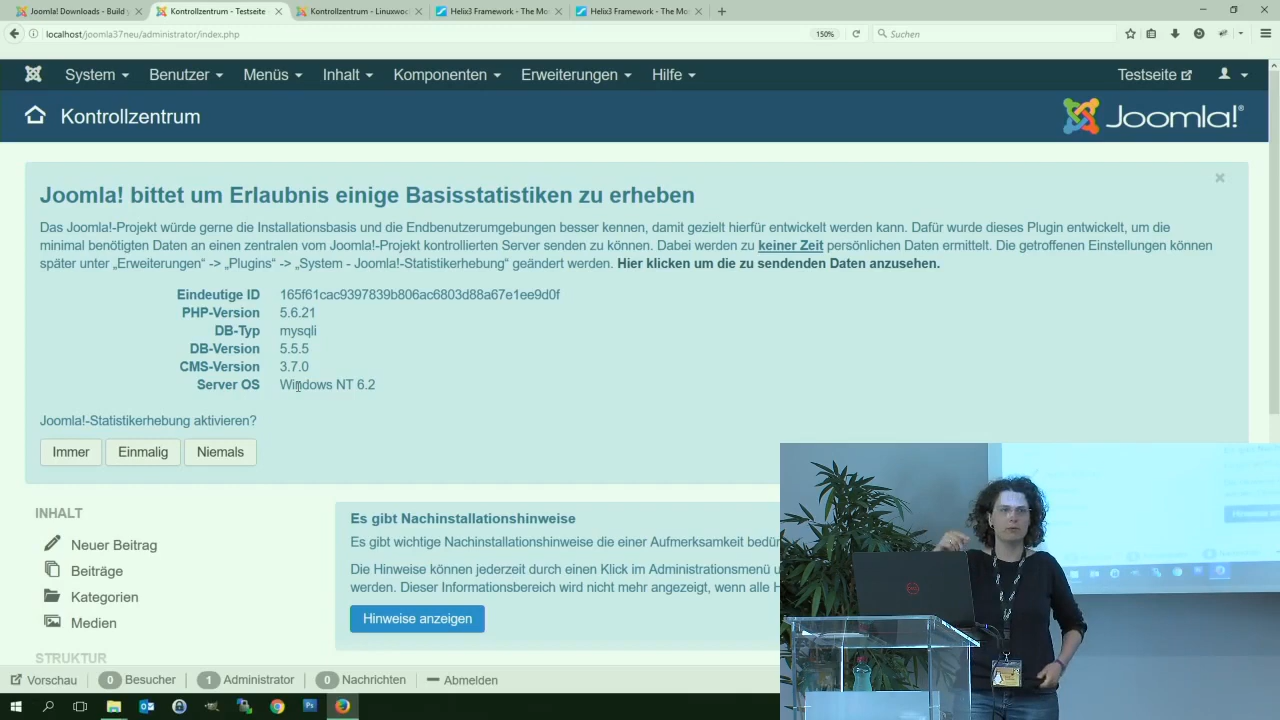 Joomla! Downloads - Build
Kontrollzentrum - Testseite
Kontrollzentrum - Linuxwo
Helix3 Framework - The Mo
Helix3 Framework - The Mo
localhost/joomla37neu/administrator/index.php
150%
Suchen
System
Benutzer
Menüs
Inhalt
Komponenten
Erweiterungen
Hilfe
Testseite
Kontrollzentrum
Joomla!®
Joomla! bittet um Erlaubnis einige Basisstatistiken zu erheben
Das Joomla!-Projekt würde gerne die Installationsbasis und die Endbenutzerumgebungen besser kennen, damit gezielt hierfür entwickelt werden kann. Dafür wurde dieses Plugin entwickelt, um die
minimal benötigten Daten an einen zentralen vom Joomla!-Projekt kontrollierten Server senden zu können. Dabei werden zu keiner Zeit persönlichen Daten ermittelt. Die getroffenen Einstellungen können
später unter „Erweiterungen“ -> „Plugins“ -> „System - Joomla!-Statistikerhebung“ geändert werden. Hier klicken um die zu sendenden Daten anzusehen.
Eindeutige ID 165f61cac9397839b806ac6803d88a67e1ee9d0f
PHP-Version 5.6.21
DB-Typ mysqli
DB-Version 5.5.5
CMS-Version 3.7.0
Server OS Windows NT 6.2
Joomla!-Statistikerhebung aktivieren?
Immer
Einmalig
Niemals
INHALT
Neuer Beitrag
Beiträge
Kategorien
Medien
STRUKTUR
Es gibt Nachinstallationshinweise
Es gibt wichtige Nachinstallationshinweise die einer Aufmerksamkeit bedür
Die Hinweise können jederzeit durch einen Klick im Administrationsmenü u
werden. Dieser Informationsbereich wird nicht mehr angezeigt, wenn alle H
Hinweise anzeigen
Vorschau
0 Besucher
1 Administrator
0 Nachrichten
Abmelden